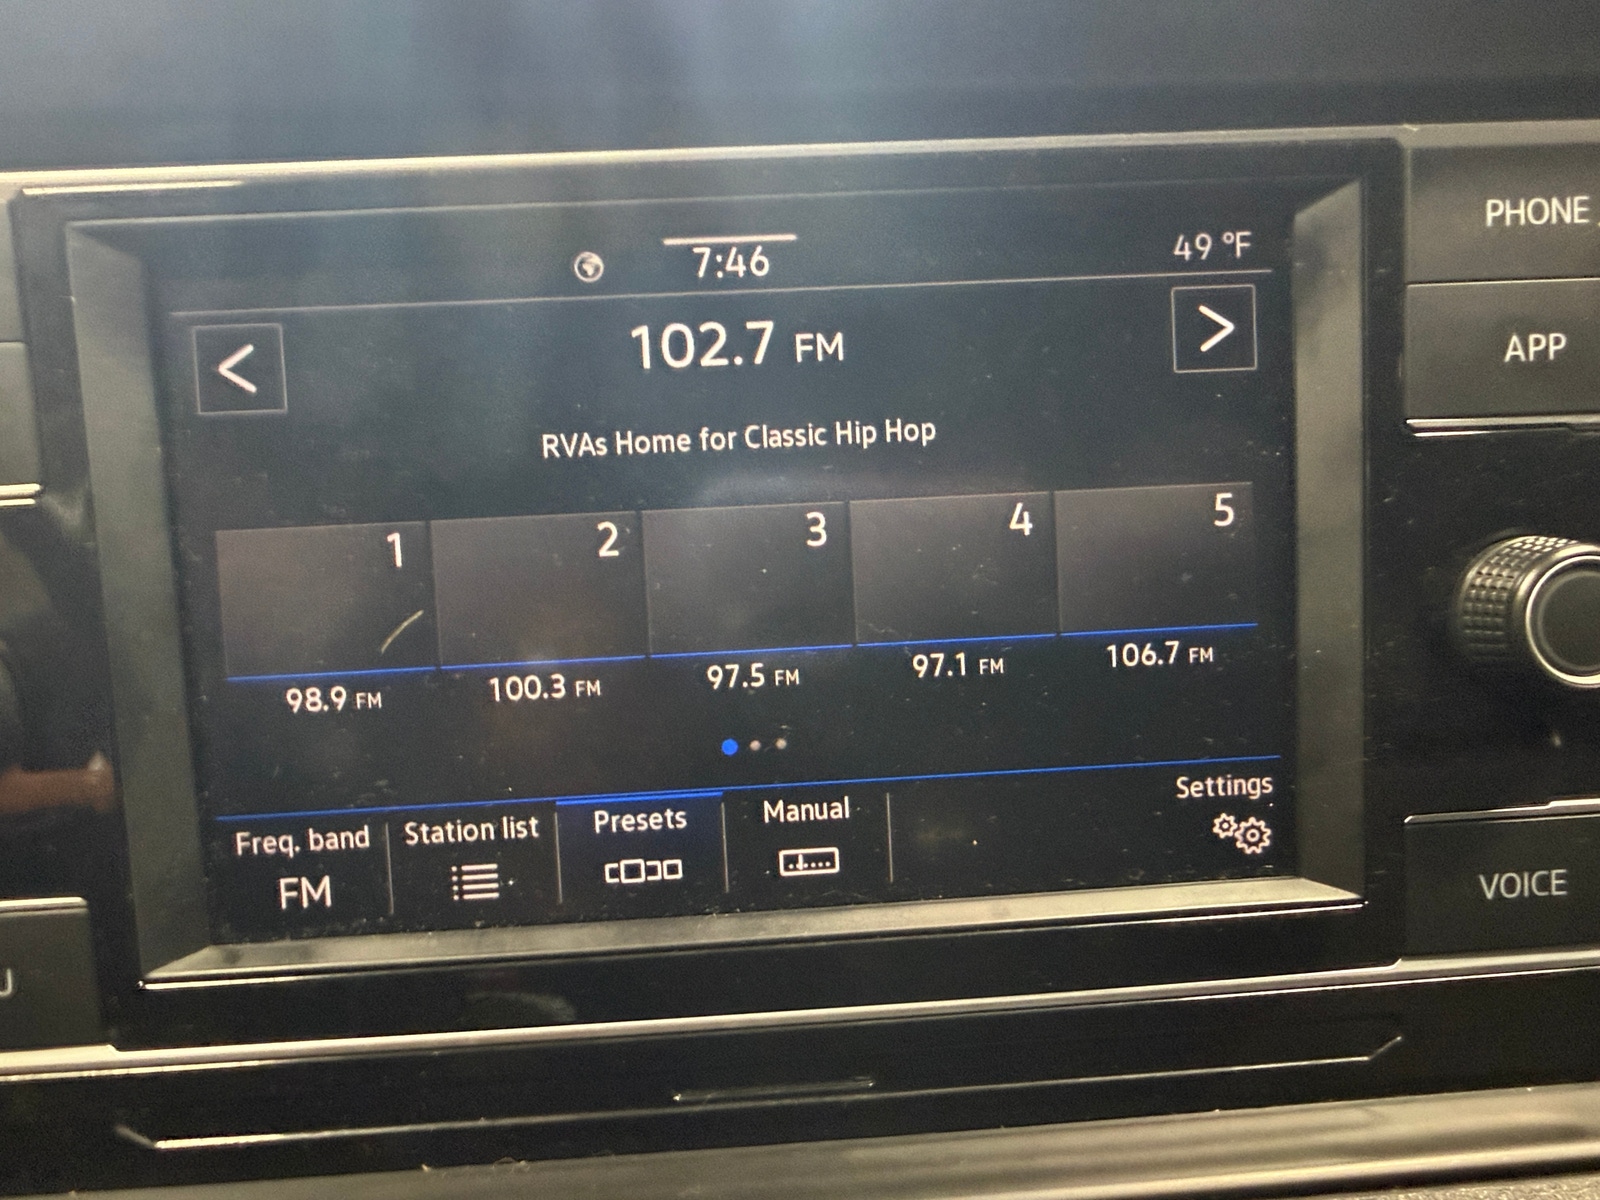 7:46
49 °F
102.7 FM
RVAs Home for Classic Hip Hop
1 2 3 4 5
98.9 FM 100.3 FM 97.5 FM 97.1 FM 106.7 FM
Freq. band Station list Presets Manual Settings
FM
PHONE
APP
VOICE